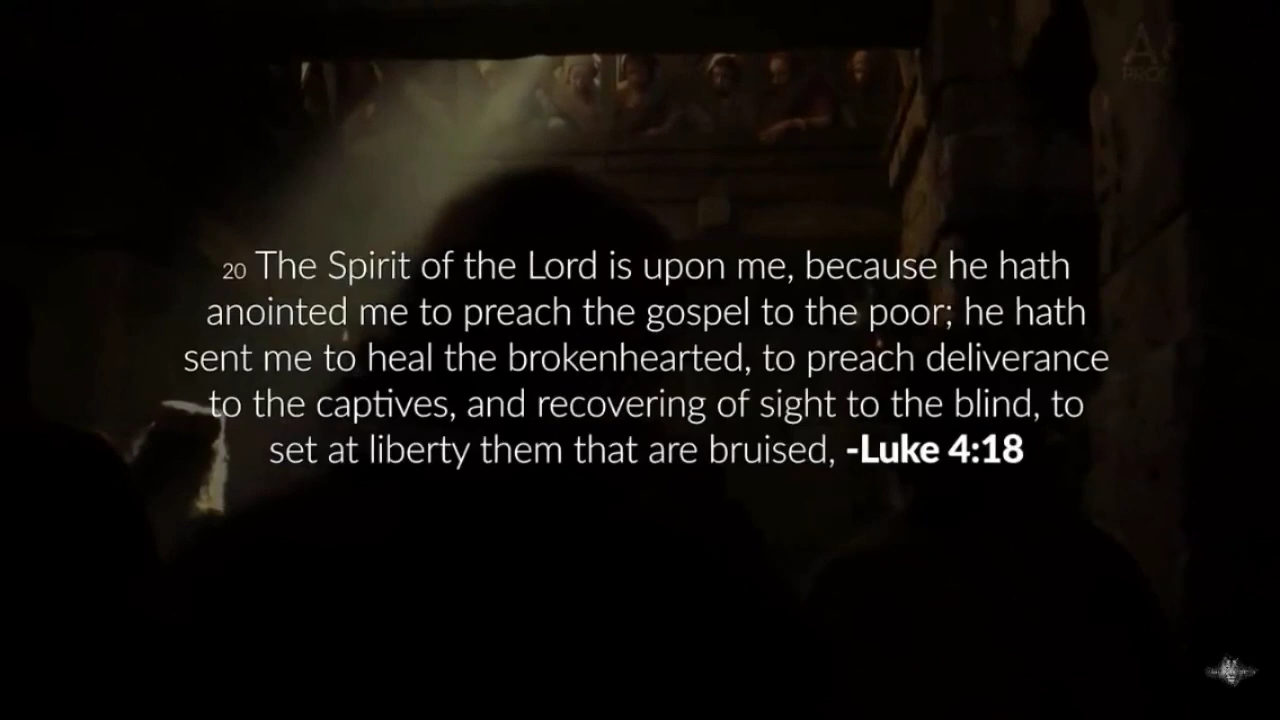 20 The Spirit of the Lord is upon me, because he hath
anointed me to preach the gospel to the poor; he hath
sent me to heal the brokenhearted, to preach deliverance
to the captives, and recovering of sight to the blind, to
set at liberty them that are bruised, -Luke 4:18